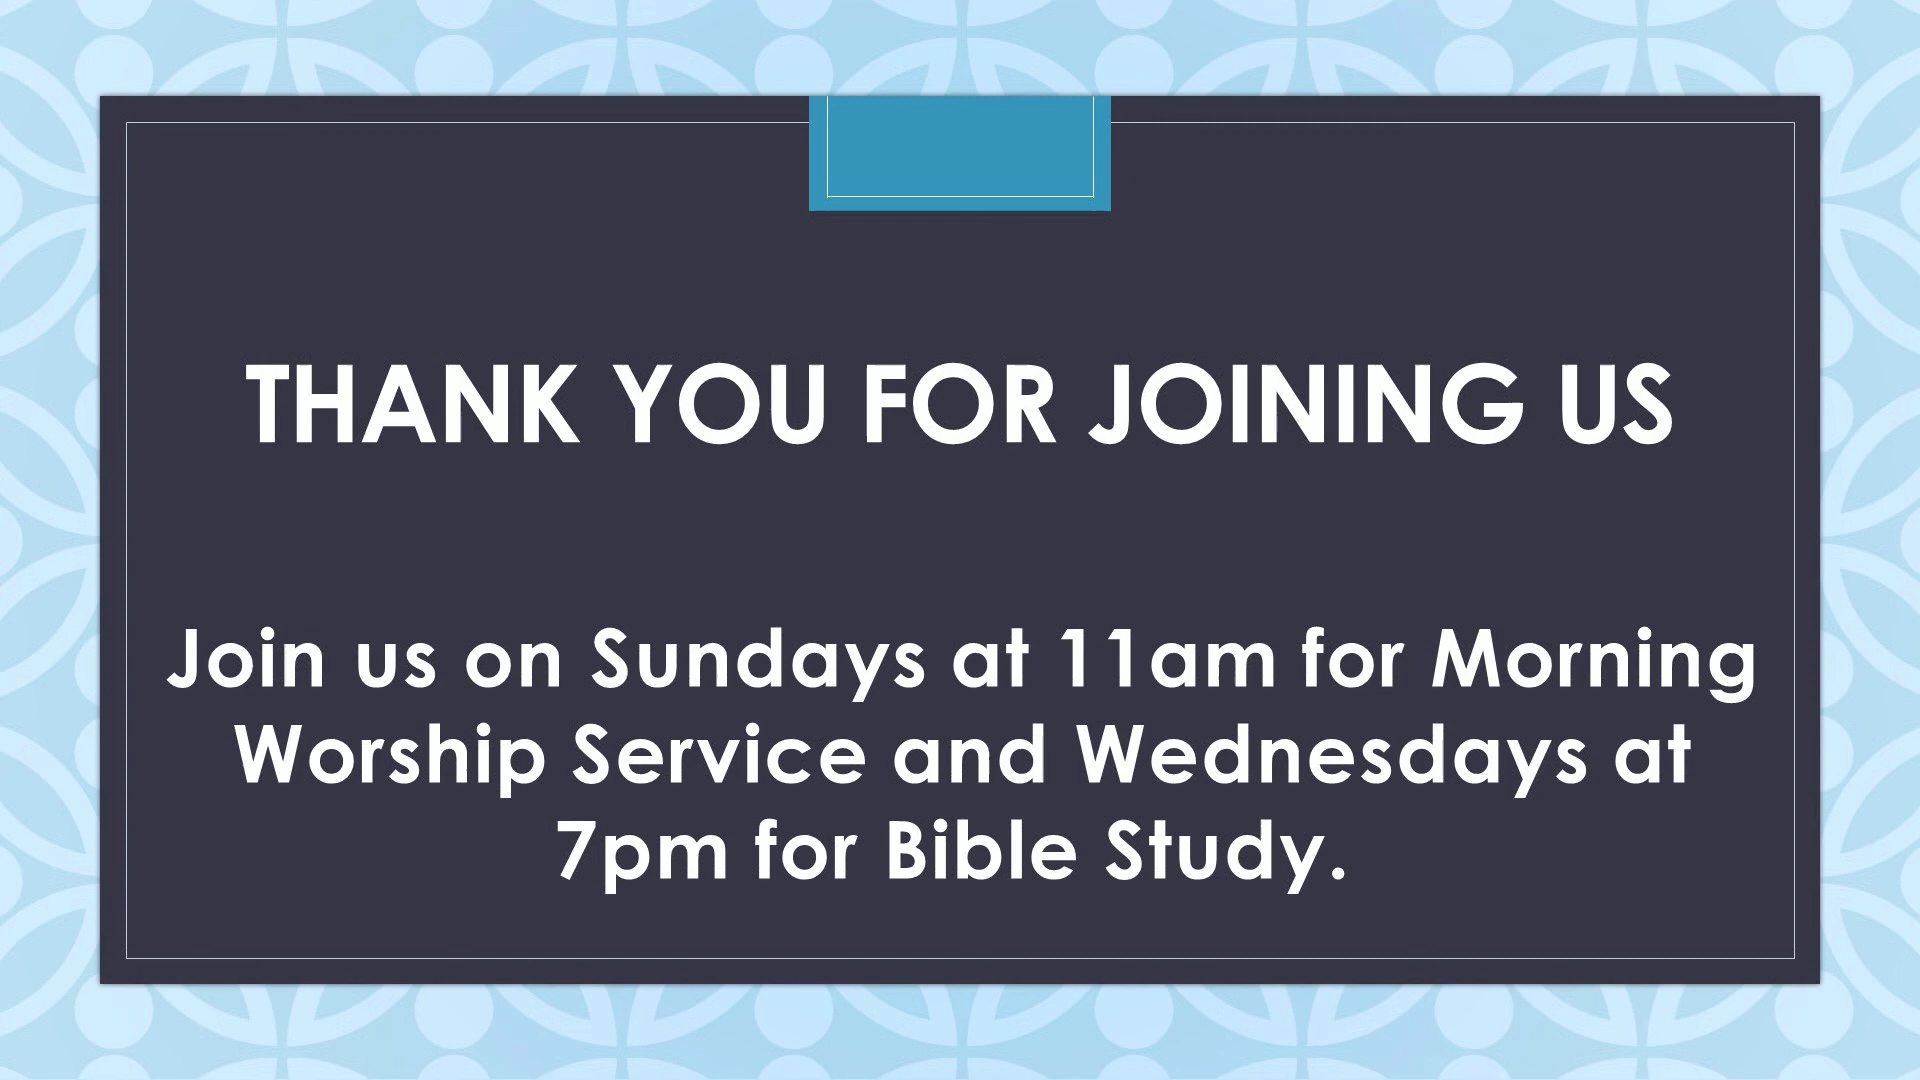 THANK YOU FOR JOINING US
Join us on Sundays at 11am for Morning
Worship Service and Wednesdays at
7pm for Bible Study.